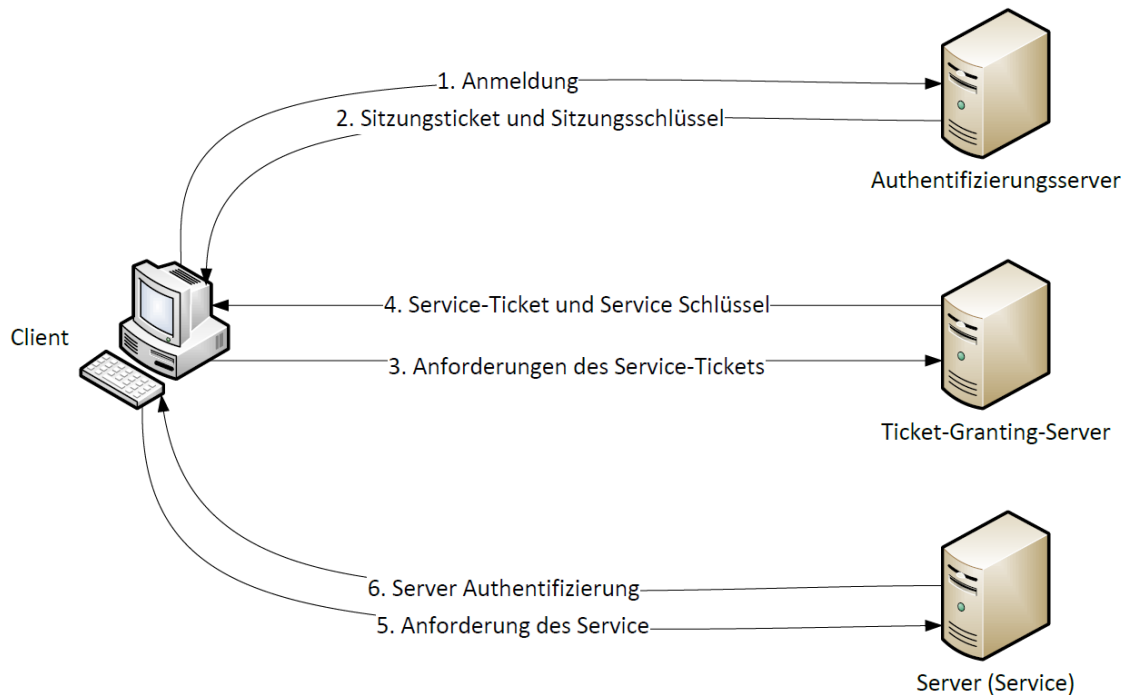 1. Anmeldung
2. Sitzungsticket und Sitzungsschlüssel
Authentifizierungsserver
4. Service-Ticket und Service Schlüssel
Client
3. Anforderungen des Service-Tickets
Ticket-Granting-Server
6. Server Authentifizierung
5. Anforderung des Service
Server (Service)